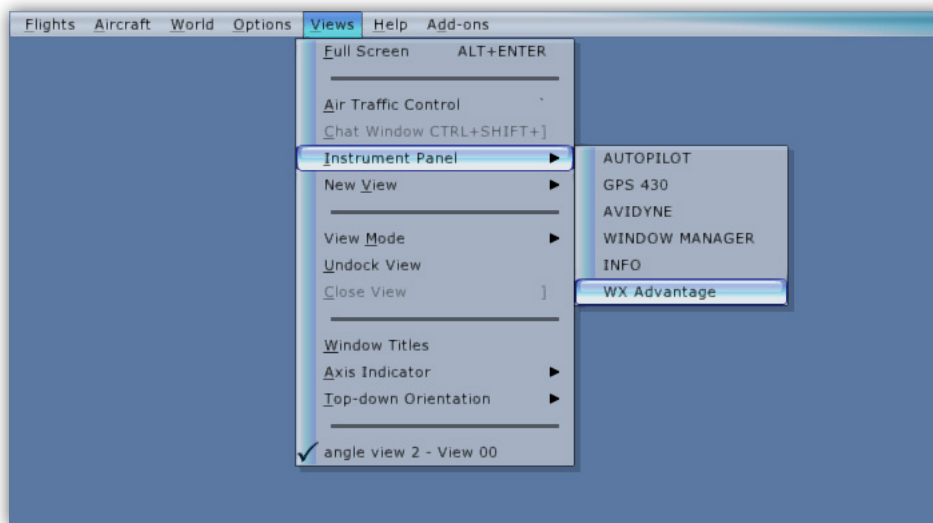 Flights Aircraft World Options Views Help Add-ons
Full Screen ALT+ENTER
Air Traffic Control `
Chat Window CTRL+SHIFT+]
Instrument Panel
New View
View Mode
Undock View
Close View ]
Window Titles
Axis Indicator
Top-down Orientation
angle view 2 - View 00
AUTOPILOT
GPS 430
AVIDYNE
WINDOW MANAGER
INFO
WX Advantage